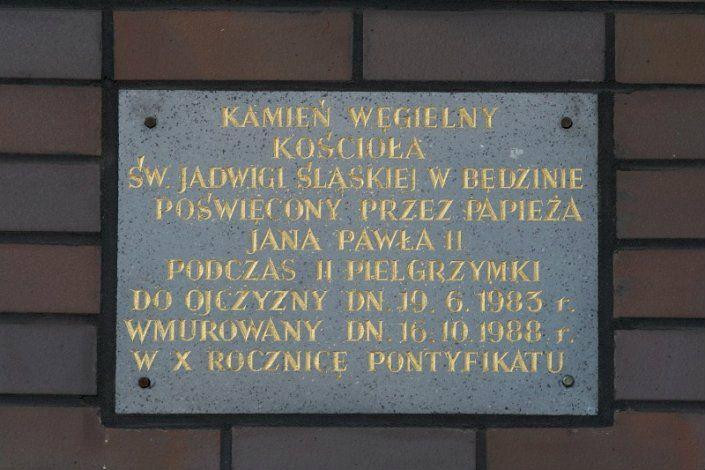 KAMIEŃ WĘGIELNY
KOŚCIOŁA
ŚW. JADWIGI ŚLĄSKIEJ W BĘDZINIE
POŚWIĘCONY PRZEZ PAPIEŻA
JANA PAWŁA II
PODCZAS II PIELGRZYMKI
DO OJCZYZNY DN. 19. 6. 1983 r.
WMUROWANY DN. 16.10.1988 r.
W X ROCZNICĘ PONTYFIKATU